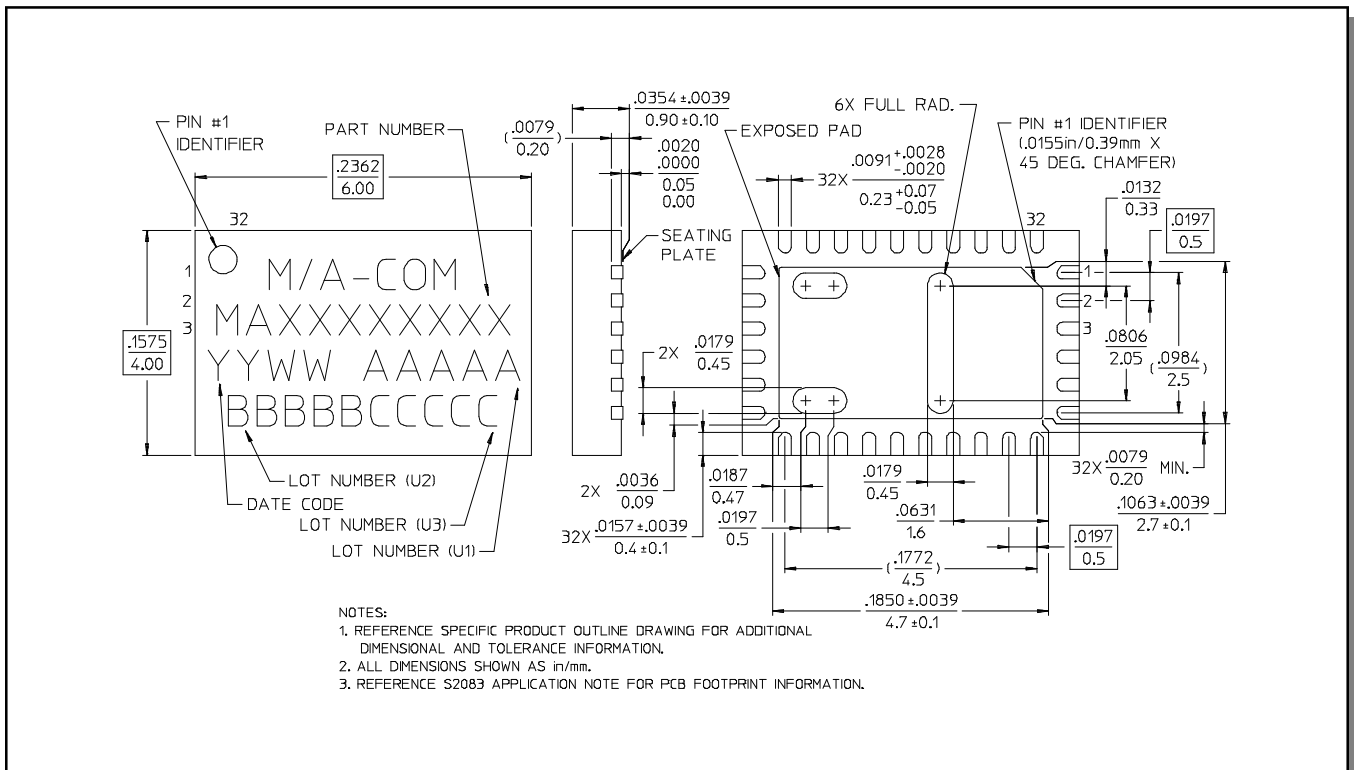 PIN #1
IDENTIFIER
PART NUMBER
.2362
6.00
32
1
2
3
.1575
4.00
M/A-COM
MAXXXXXXXXX
YYWW AAAAA
BBBBBCCCCC
LOT NUMBER (U2)
DATE CODE
LOT NUMBER (U3)
LOT NUMBER (U1)
.0354 ±.0039
0.90 ±0.10
(.0079
0.20)
.0020
.0000
0.05
0.00
SEATING
PLATE
EXPOSED PAD
6X FULL RAD.
32X .0091 +.0028
-.0020
0.23 +0.07
-0.05
PIN #1 IDENTIFIER
(.0155in/0.39mm X
45 DEG. CHAMFER)
.0132
0.33
.0197
0.5
32
1
2
3
2X .0179
0.45
.0806
2.05
(.0984
2.5)
2X .0036
0.09
32X .0157 ±.0039
0.4 ±0.1
.0187
0.47
.0197
0.5
.0179
0.45
.0631
1.6
32X .0079 MIN.
0.20
.1063 ±.0039
2.7 ±0.1
.0197
0.5
(.1772
4.5)
.1850 ±.0039
4.7 ±0.1
NOTES:
1. REFERENCE SPECIFIC PRODUCT OUTLINE DRAWING FOR ADDITIONAL
DIMENSIONAL AND TOLERANCE INFORMATION.
2. ALL DIMENSIONS SHOWN AS in/mm.
3. REFERENCE S2083 APPLICATION NOTE FOR PCB FOOTPRINT INFORMATION.